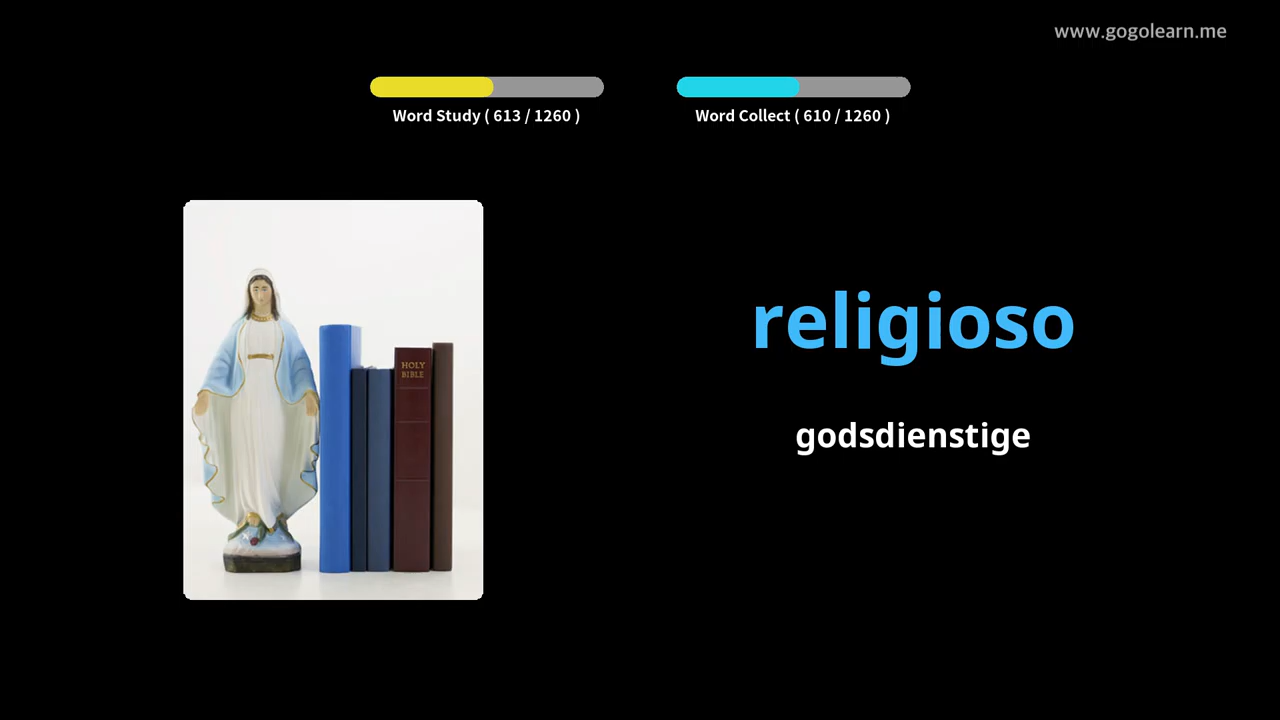 www.gogolearn.me
Word Study ( 613 / 1260 )
Word Collect ( 610 / 1260 )
HOLY
BIBLE
religioso
godsdienstige